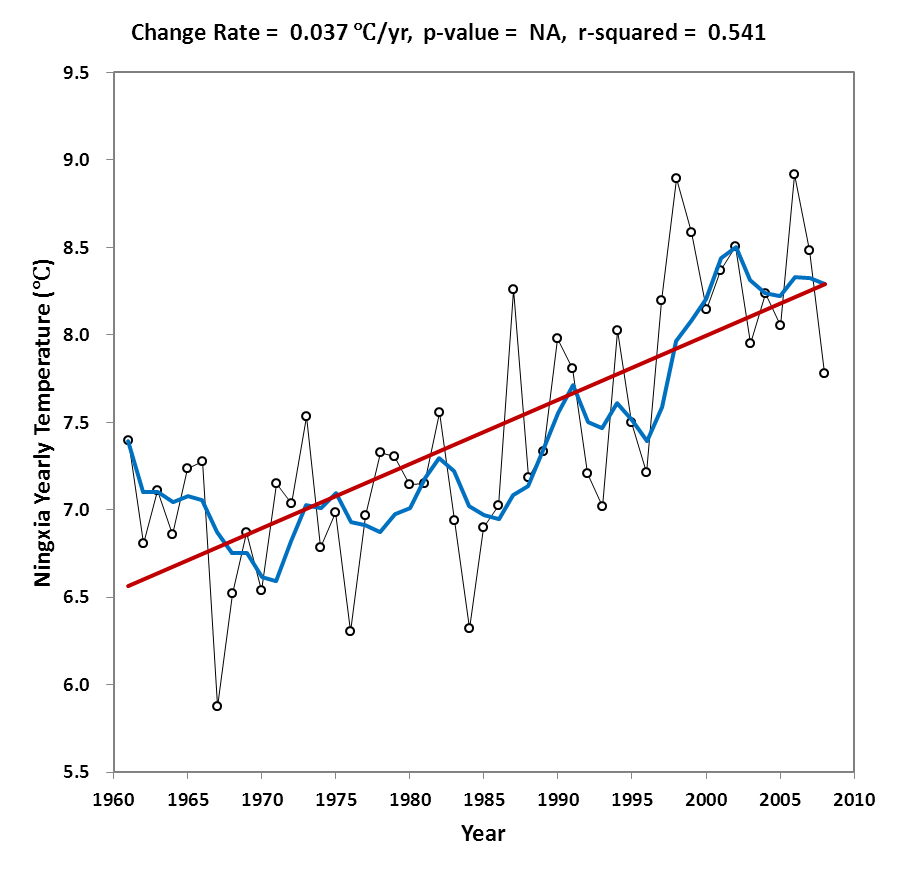 Change Rate = 0.037 ℃/yr, p-value = NA, r-squared = 0.541
9.5
9.0
8.5
8.0
7.5
7.0
6.5
6.0
5.5
Ningxia Yearly Temperature (℃)
1960 1965 1970 1975 1980 1985 1990 1995 2000 2005 2010
Year